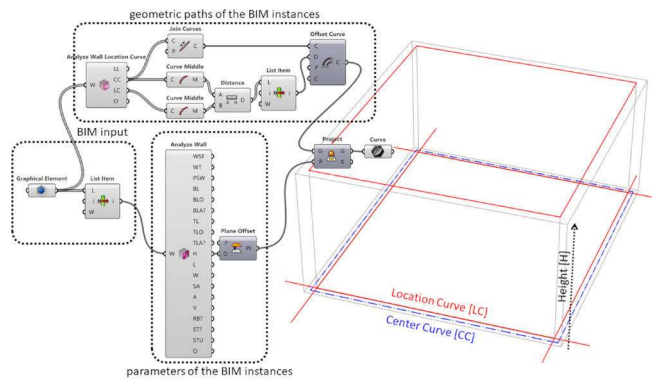 geometric paths of the BIM instances
Join Curves
C
P
C
Offset Curve
C
D
P
C
C
Analyze Wall Location Curve
W
LL
CC
LC
O
Curve Middle
C
M
Curve Middle
C
M
Distance
A
B
D
List Item
L
i
W
i
BIM input
Graphical Element
List Item
L
i
W
i
Analyze Wall
W
WSF
WT
PSW
BL
BLO
BLA?
TL
TLO
TLA?
H
L
W
SA
A
V
RB?
ST?
STU
O
Plane Offset
P
O
Pl
Project
G
P
G
X
Curve
parameters of the BIM instances
Location Curve [LC]
Center Curve [CC]
Height [H]